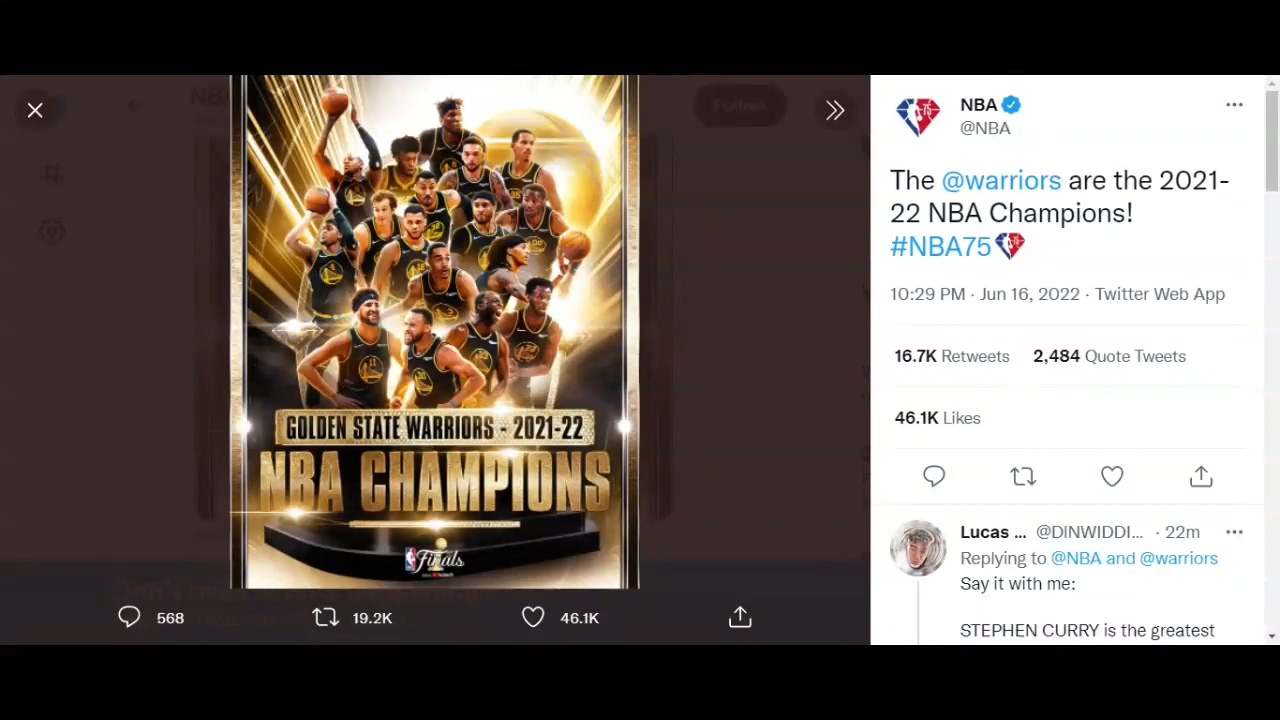 GOLDEN STATE WARRIORS - 2021-22
NBA CHAMPIONS
Finals
568
19.2K
46.1K
NBA
@NBA
The @warriors are the 2021-
22 NBA Champions!
#NBA75
10:29 PM · Jun 16, 2022 · Twitter Web App
16.7K Retweets 2,484 Quote Tweets
46.1K Likes
Lucas ... @DINWIDDI... · 22m
Replying to @NBA and @warriors
Say it with me:
STEPHEN CURRY is the greatest